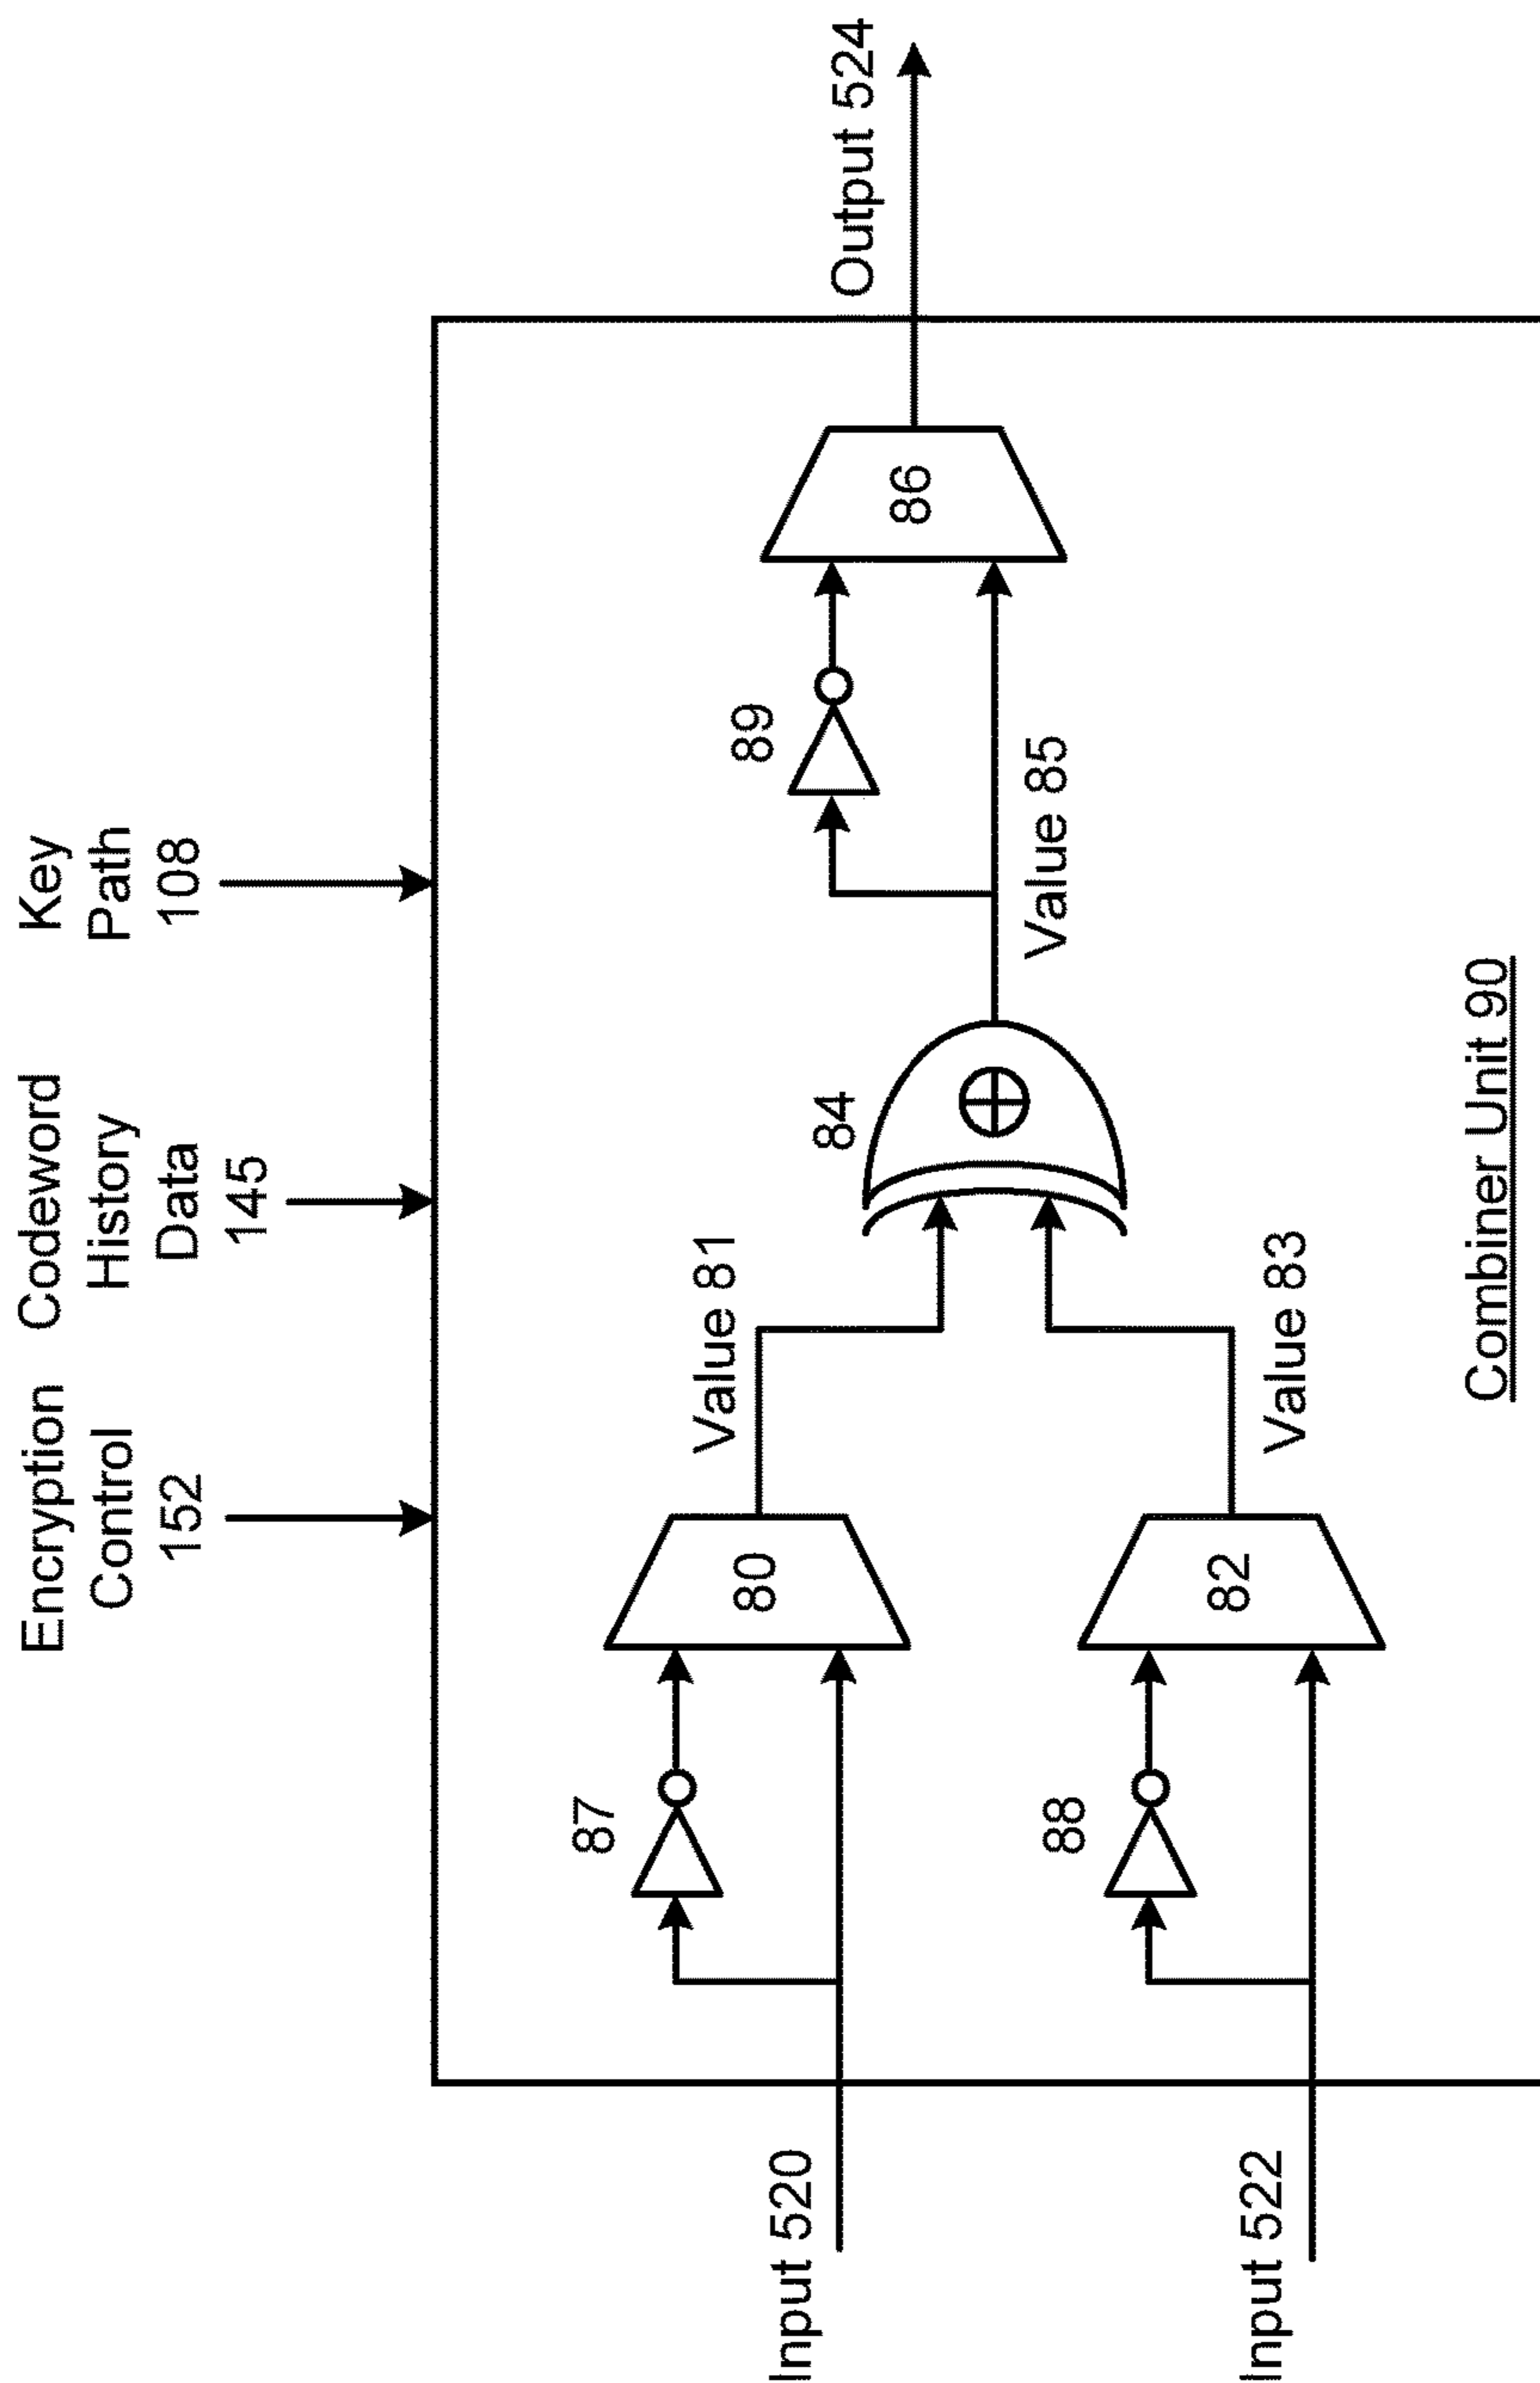 Encryption
Control
152
Codeword
History
Data
145
Key
Path
108
Input 520
87
80
Value 81
Input 522
88
82
Value 83
84
Value 85
89
86
Output 524
Combiner Unit 90